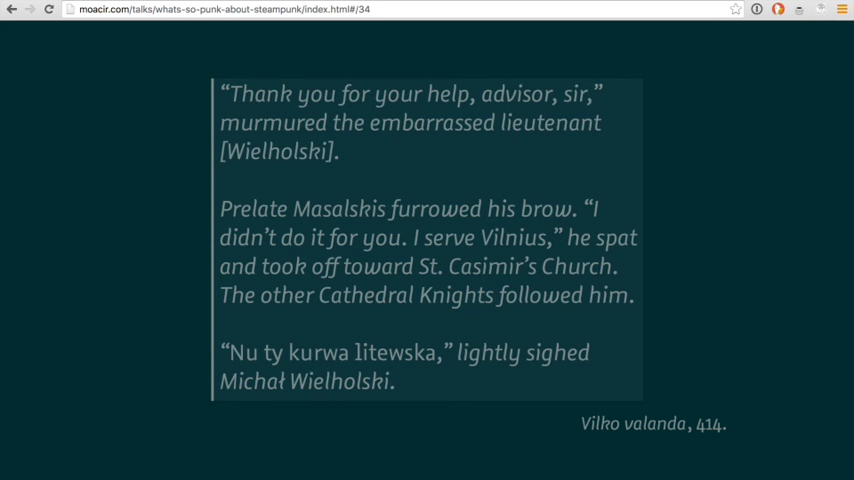 moacir.com/talks/whats-so-punk-about-steampunk/index.html#/34
“Thank you for your help, advisor, sir,”
murmured the embarrassed lieutenant
[Wielholski].
Prelate Masalskis furrowed his brow. “I
didn’t do it for you. I serve Vilnius,” he spat
and took off toward St. Casimir’s Church.
The other Cathedral Knights followed him.
“Nu ty kurwa litewska,” lightly sighed
Michał Wielholski.
Vilko valanda, 414.